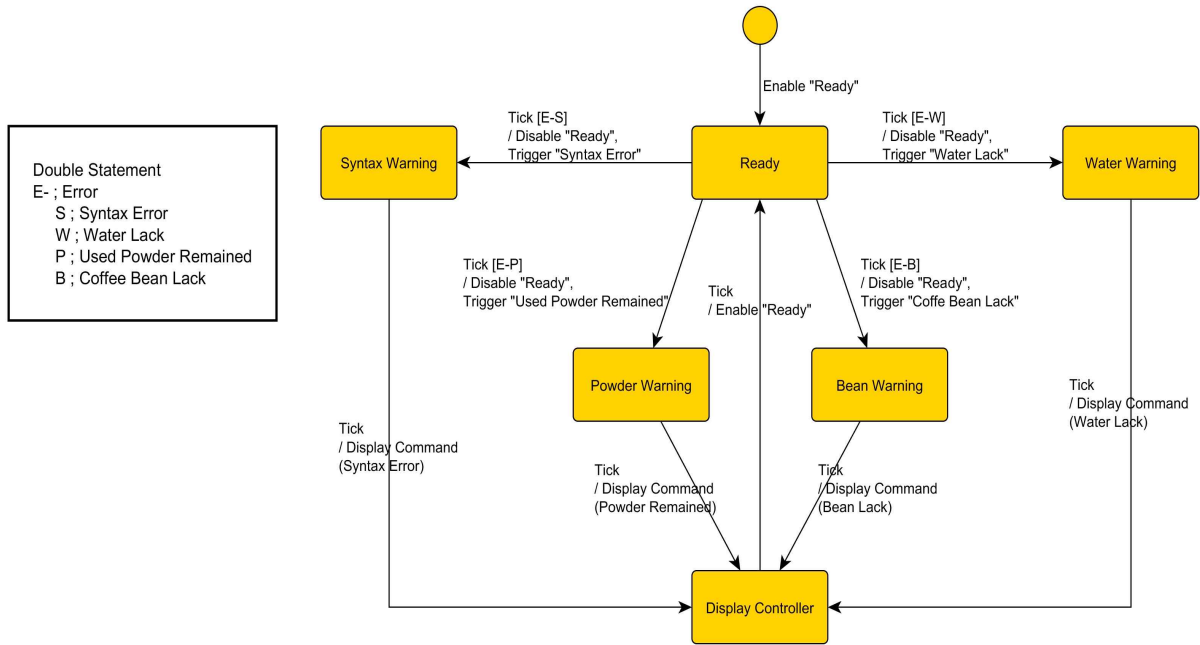 Enable "Ready"
Tick [E-S]
/ Disable "Ready",
Trigger "Syntax Error"
Tick [E-W]
/ Disable "Ready",
Trigger "Water Lack"
Syntax Warning
Ready
Water Warning
Double Statement
E- ; Error
S ; Syntax Error
W ; Water Lack
P ; Used Powder Remained
B ; Coffee Bean Lack
Tick [E-P]
/ Disable "Ready",
Trigger "Used Powder Remained"
Tick
/ Enable "Ready"
Tick [E-B]
/ Disable "Ready",
Trigger "Coffe Bean Lack"
Powder Warning
Bean Warning
Tick
/ Display Command
(Water Lack)
Tick
/ Display Command
(Syntax Error)
Tick
/ Display Command
(Powder Remained)
Tick
/ Display Command
(Bean Lack)
Display Controller